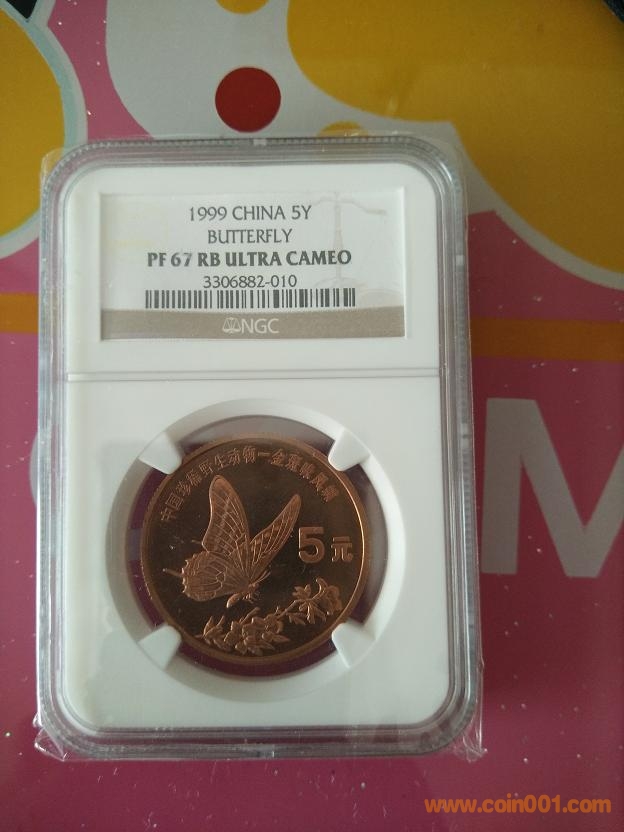 1999 CHINA 5Y
BUTTERFLY
PF 67 RB ULTRA CAMEO
3306882-010
NGC
中国珍稀野生动物-金斑喙凤蝶
5元
M
www.coin001.com